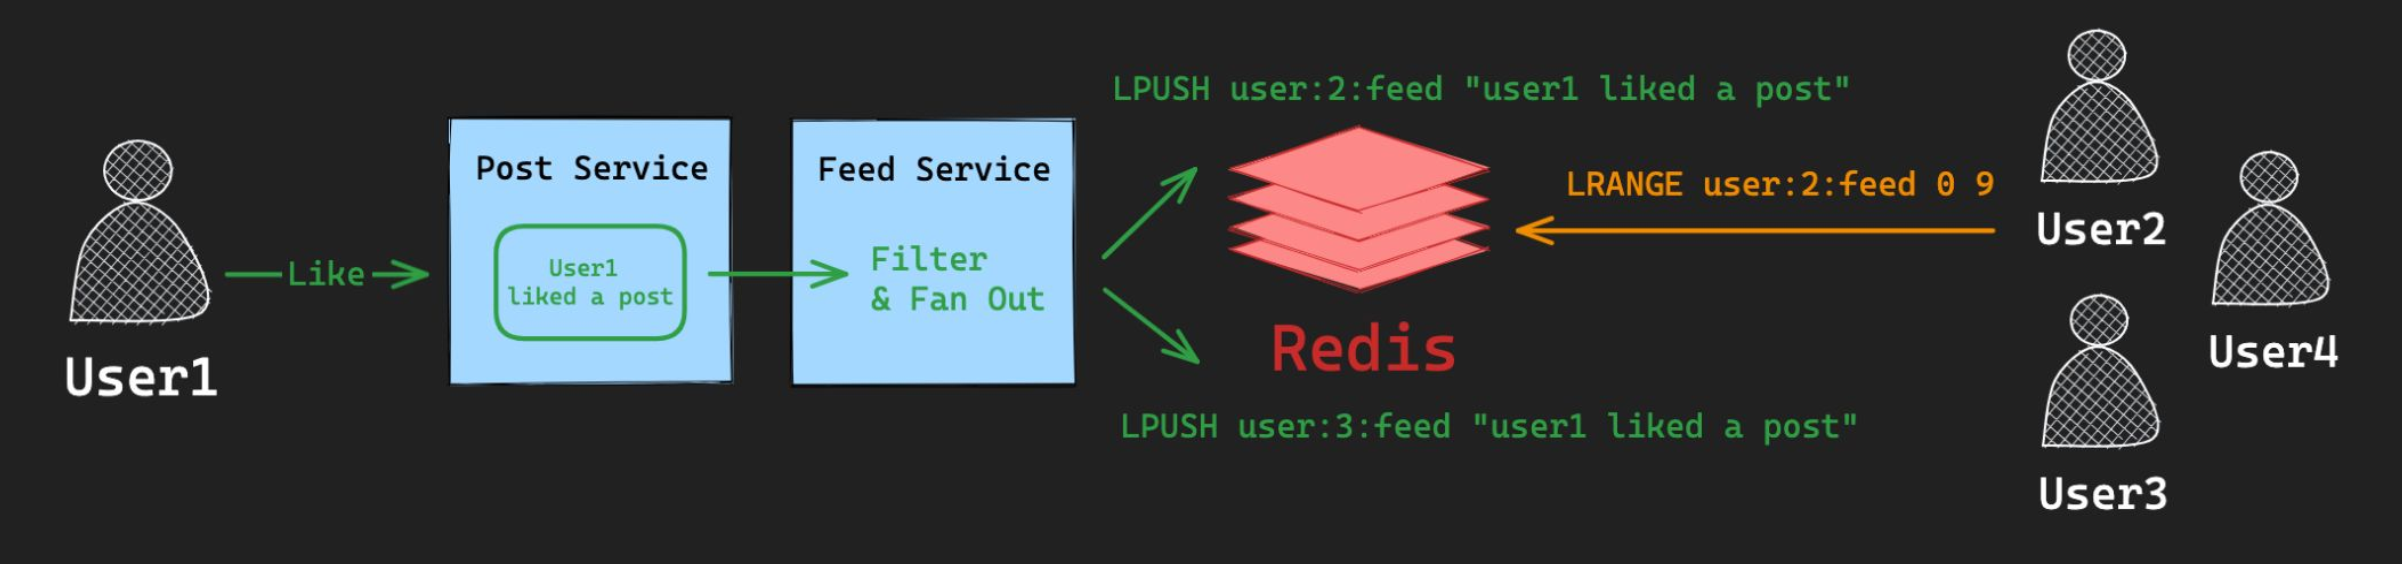 User1
Like
Post Service
User1
liked a post
Feed Service
Filter
& Fan Out
LPUSH user:2:feed "user1 liked a post"
Redis
LPUSH user:3:feed "user1 liked a post"
LRANGE user:2:feed 0 9
User2
User4
User3